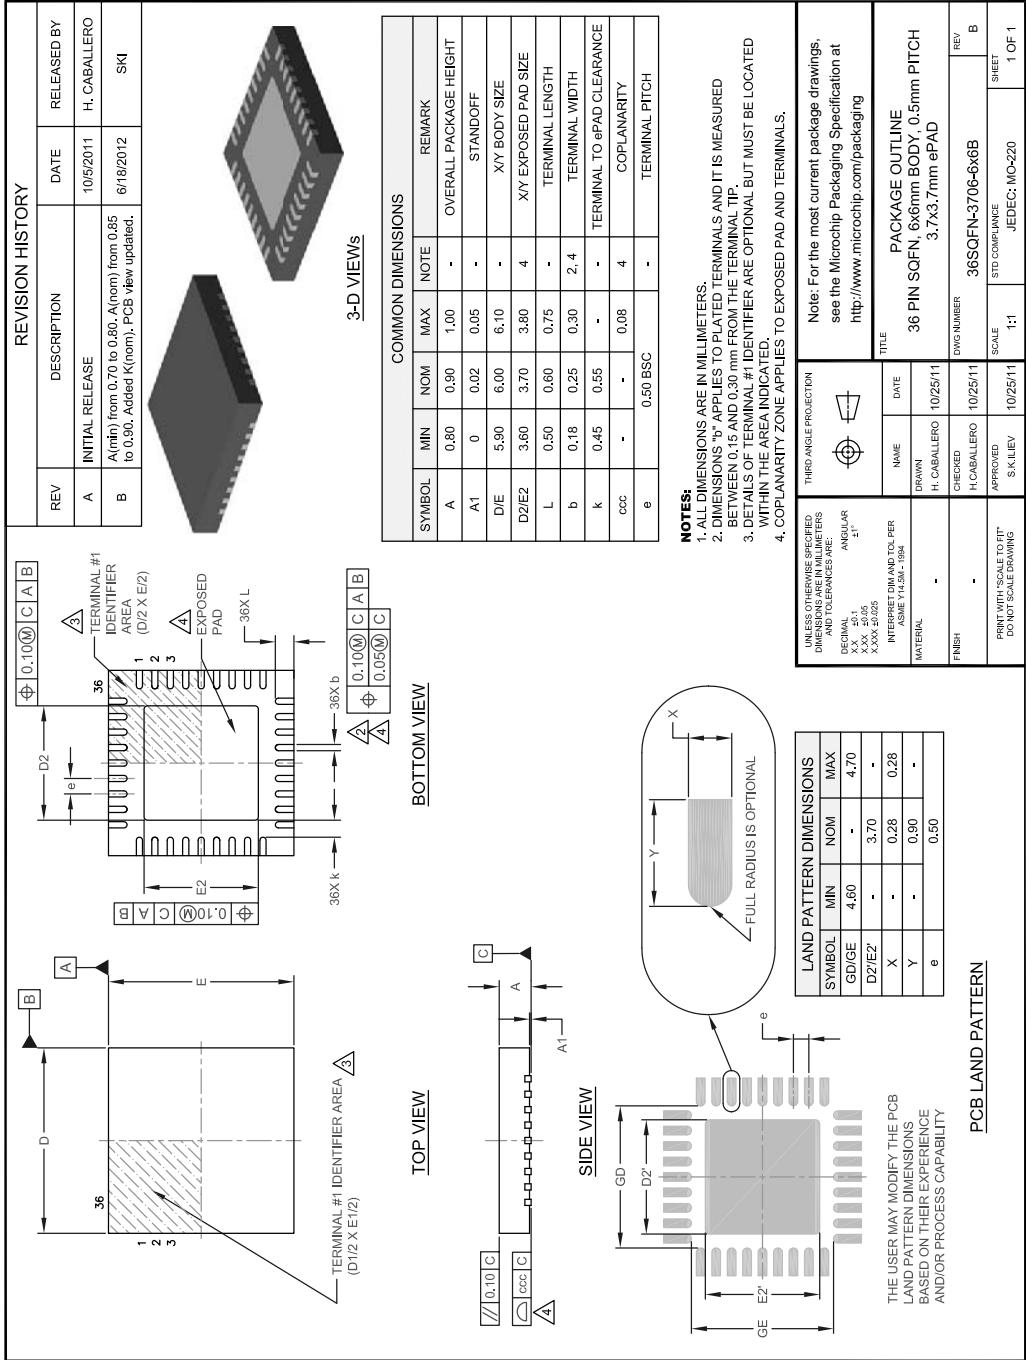 REVISION HISTORY
REV DESCRIPTION DATE RELEASED BY
A INITIAL RELEASE 10/5/2011 H. CABALLERO
B A(min) from 0.70 to 0.80. A(nom) from 0.85 to 0.90. Added K(nom). PCB view updated. 6/18/2012 SKI
D
B
A
E
36
1
2
3
TERMINAL #1 IDENTIFIER AREA
(D1/2 X E1/2)
3
TOP VIEW
D2
e
⌖ 0.10Ⓜ C A B
36
1
2
3
3
TERMINAL #1
IDENTIFIER
AREA
(D/2 X E/2)
4
EXPOSED
PAD
36X L
⌖ 0.10Ⓜ C A B
E2
36X k
36X b
2
4
⌖ 0.10Ⓜ C A B
0.05Ⓜ C
BOTTOM VIEW
3-D VIEWs
// 0.10 C
⌓ ccc C
4
A
C
A1
SIDE VIEW
COMMON DIMENSIONS
SYMBOL MIN NOM MAX NOTE REMARK
A 0.80 0.90 1.00 - OVERALL PACKAGE HEIGHT
A1 0 0.02 0.05 - STANDOFF
D/E 5.90 6.00 6.10 - X/Y BODY SIZE
D2/E2 3.60 3.70 3.80 4 X/Y EXPOSED PAD SIZE
L 0.50 0.60 0.75 - TERMINAL LENGTH
b 0.18 0.25 0.30 2, 4 TERMINAL WIDTH
k 0.45 0.55 - - TERMINAL TO ePAD CLEARANCE
ccc - - 0.08 4 COPLANARITY
e 0.50 BSC - TERMINAL PITCH
NOTES:
1. ALL DIMENSIONS ARE IN MILLIMETERS.
2. DIMENSIONS "b" APPLIES TO PLATED TERMINALS AND IT IS MEASURED
BETWEEN 0.15 AND 0.30 mm FROM THE TERMINAL TIP.
3. DETAILS OF TERMINAL #1 IDENTIFIER ARE OPTIONAL BUT MUST BE LOCATED
WITHIN THE AREA INDICATED.
4. COPLANARITY ZONE APPLIES TO EXPOSED PAD AND TERMINALS.
GD
D2'
E2'
GE
e
X
Y
FULL RADIUS IS OPTIONAL
THE USER MAY MODIFY THE PCB
LAND PATTERN DIMENSIONS
BASED ON THEIR EXPERIENCE
AND/OR PROCESS CAPABILITY
LAND PATTERN DIMENSIONS
SYMBOL MIN NOM MAX
GD/GE 4.60 - 4.70
D2'/E2' - 3.70 -
X - 0.28 0.28
Y - 0.90 -
e 0.50
PCB LAND PATTERN
UNLESS OTHERWISE SPECIFIED
DIMENSIONS ARE IN MILLIMETERS
AND TOLERANCES ARE:
DECIMAL ANGULAR
X.X ±0.1 ±1°
X.XX ±0.05
X.XXX ±0.025
INTERPRET DIM AND TOL PER
ASME Y14.5M - 1994
MATERIAL
-
FINISH
-
PRINT WITH "SCALE TO FIT"
DO NOT SCALE DRAWING
THIRD ANGLE PROJECTION
NAME DATE
DRAWN
H. CABALLERO 10/25/11
CHECKED
H.CABALLERO 10/25/11
APPROVED
S.K.ILIEV 10/25/11
Note: For the most current package drawings,
see the Microchip Packaging Specification at
http://www.microchip.com/packaging
TITLE
PACKAGE OUTLINE
36 PIN SQFN, 6x6mm BODY, 0.5mm PITCH
3.7x3.7mm ePAD
DWG NUMBER
36SQFN-3706-6x6B
REV
B
SCALE
1:1
STD COMPLIANCE
JEDEC: MO-220
SHEET
1 OF 1